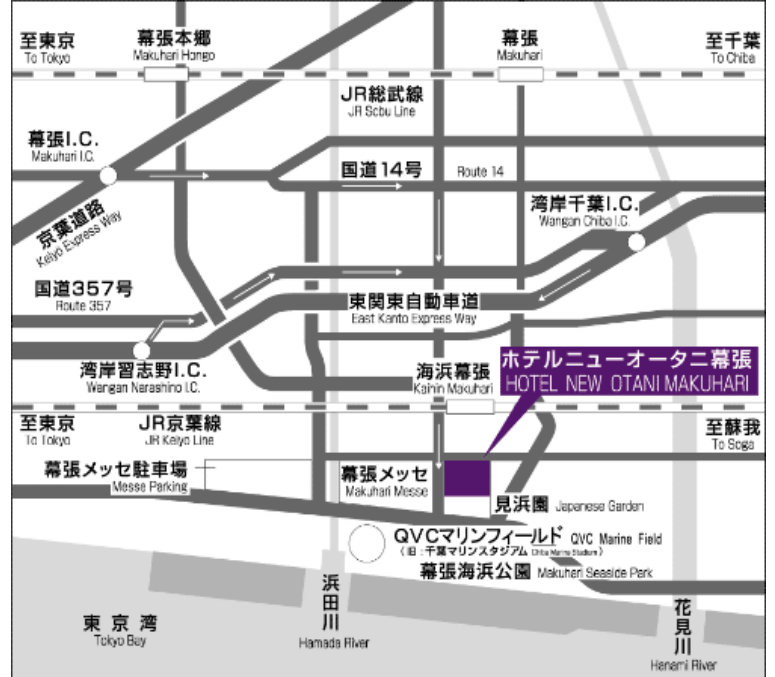 至東京
To Tokyo
幕張本郷
Makuhari Hongo
幕張
Makuhari
至千葉
To Chiba
JR総武線
JR Sobu Line
幕張I.C.
Makuhari I.C.
国道14号
Route 14
湾岸千葉I.C.
Wangan Chiba I.C.
京葉道路
Keiyo Express Way
国道357号
Route 357
東関東自動車道
East Kanto Express Way
湾岸習志野I.C.
Wangan Narashino I.C.
海浜幕張
Kaihin Makuhari
ホテルニューオータニ幕張
HOTEL NEW OTANI MAKUHARI
至東京
To Tokyo
JR京葉線
JR Keiyo Line
至蘇我
To Soga
幕張メッセ駐車場
Messe Parking
幕張メッセ
Makuhari Messe
見浜園 Japanese Garden
QVCマリンフィールド QVC Marine Field
(旧:千葉マリンスタジアム Chiba Marine Stadium)
幕張海浜公園 Makuhari Seaside Park
東京湾
Tokyo Bay
浜田川
Hamada River
花見川
Hanami River